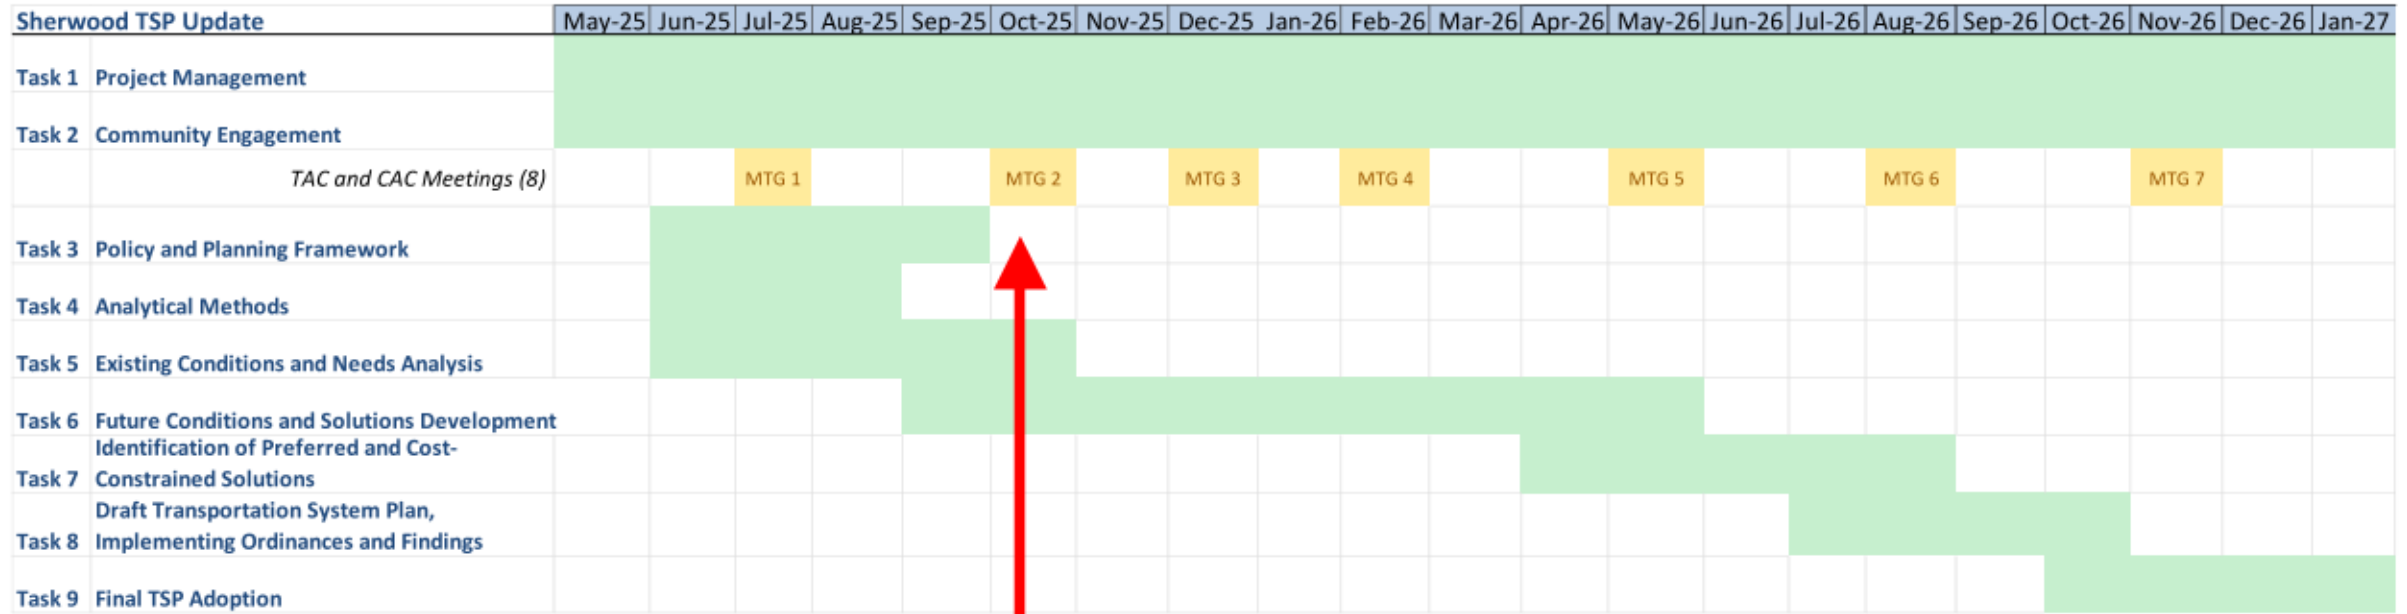 Sherwood TSP Update May-25 Jun-25 Jul-25 Aug-25 Sep-25 Oct-25 Nov-25 Dec-25 Jan-26 Feb-26 Mar-26 Apr-26 May-26 Jun-26 Jul-26 Aug-26 Sep-26 Oct-26 Nov-26 Dec-26 Jan-27
Task 1 Project Management
Task 2 Community Engagement
TAC and CAC Meetings (8) MTG 1 MTG 2 MTG 3 MTG 4 MTG 5 MTG 6 MTG 7
Task 3 Policy and Planning Framework
Task 4 Analytical Methods
Task 5 Existing Conditions and Needs Analysis
Task 6 Future Conditions and Solutions Development
Identification of Preferred and Cost-
Task 7 Constrained Solutions
Draft Transportation System Plan,
Task 8 Implementing Ordinances and Findings
Task 9 Final TSP Adoption